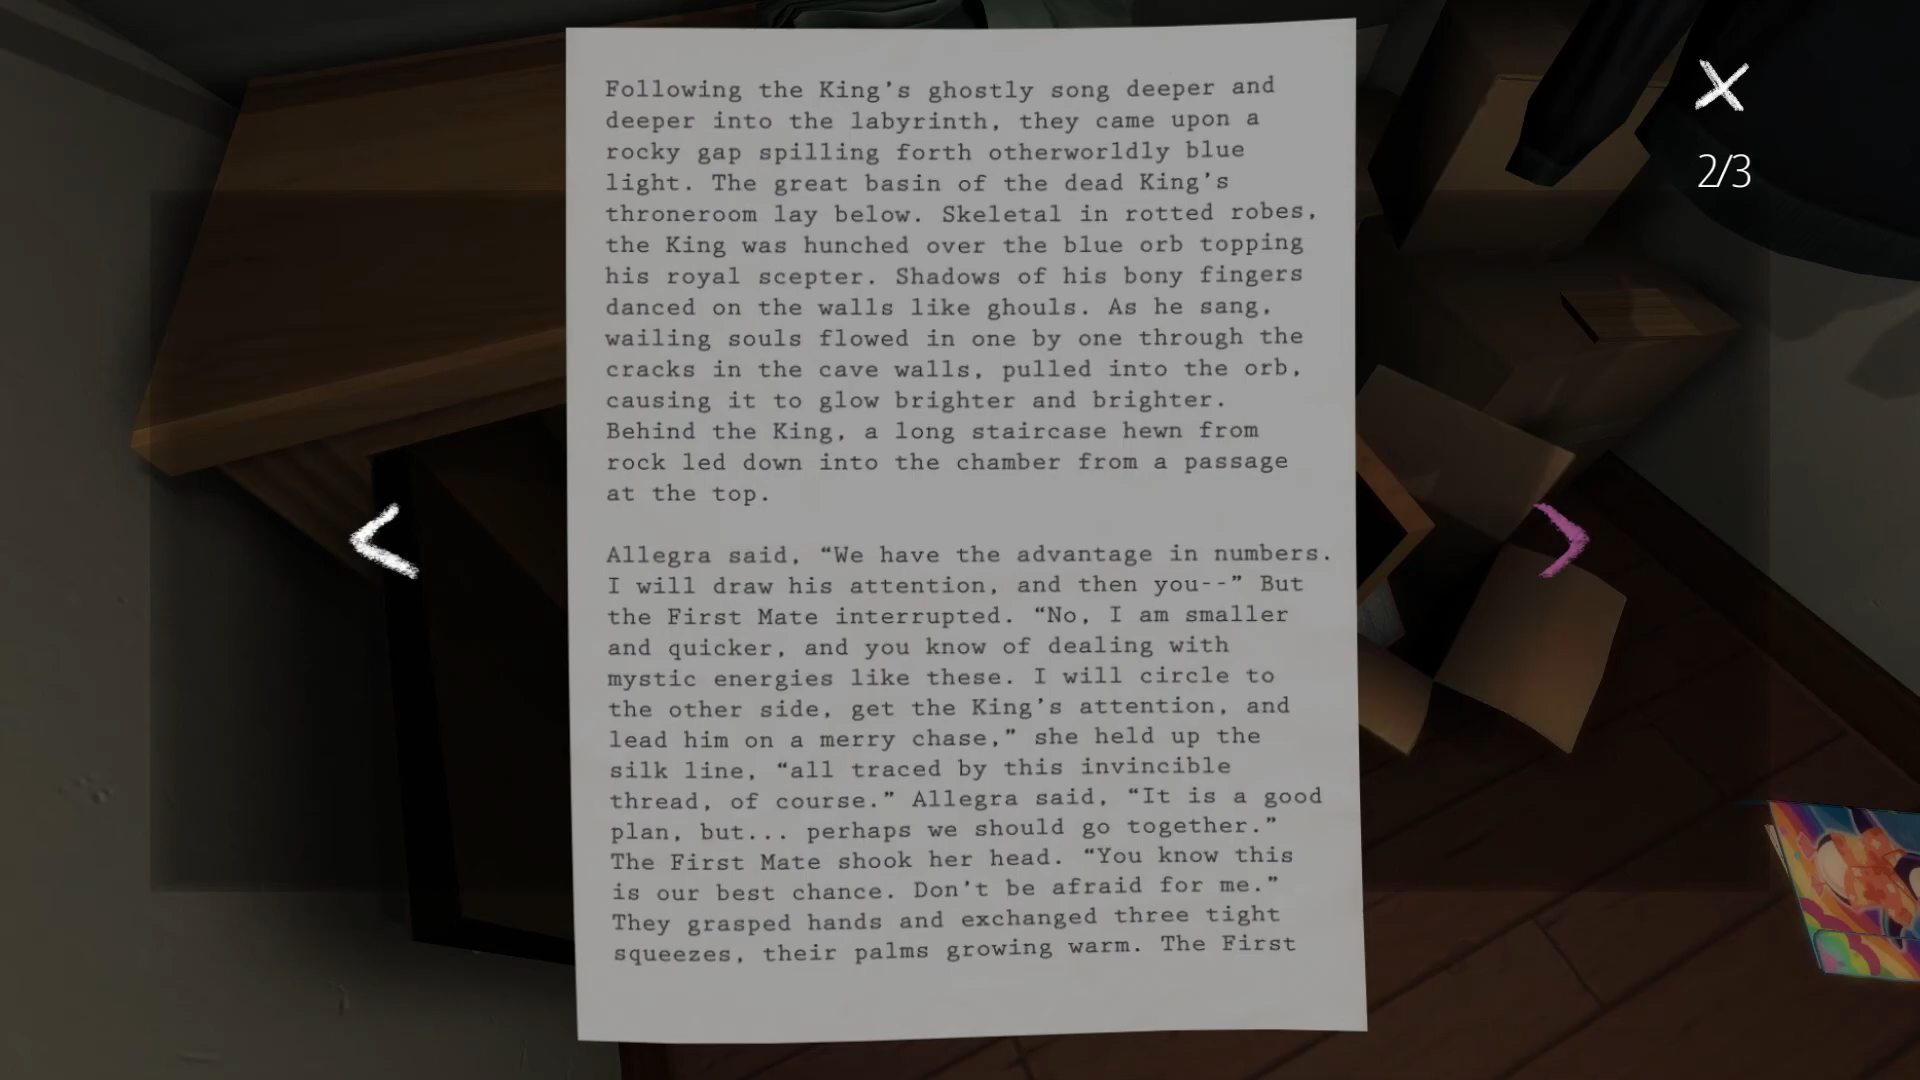 Following the King’s ghostly song deeper and
deeper into the labyrinth, they came upon a
rocky gap spilling forth otherworldly blue
light. The great basin of the dead King’s
throneroom lay below. Skeletal in rotted robes,
the King was hunched over the blue orb topping
his royal scepter. Shadows of his bony fingers
danced on the walls like ghouls. As he sang,
wailing souls flowed in one by one through the
cracks in the cave walls, pulled into the orb,
causing it to glow brighter and brighter.
Behind the King, a long staircase hewn from
rock led down into the chamber from a passage
at the top.
Allegra said, “We have the advantage in numbers.
I will draw his attention, and then you--” But
the First Mate interrupted. “No, I am smaller
and quicker, and you know of dealing with
mystic energies like these. I will circle to
the other side, get the King’s attention, and
lead him on a merry chase,” she held up the
silk line, “all traced by this invincible
thread, of course.” Allegra said, “It is a good
plan, but... perhaps we should go together.”
The First Mate shook her head. “You know this
is our best chance. Don’t be afraid for me.”
They grasped hands and exchanged three tight
squeezes, their palms growing warm. The First
2/3